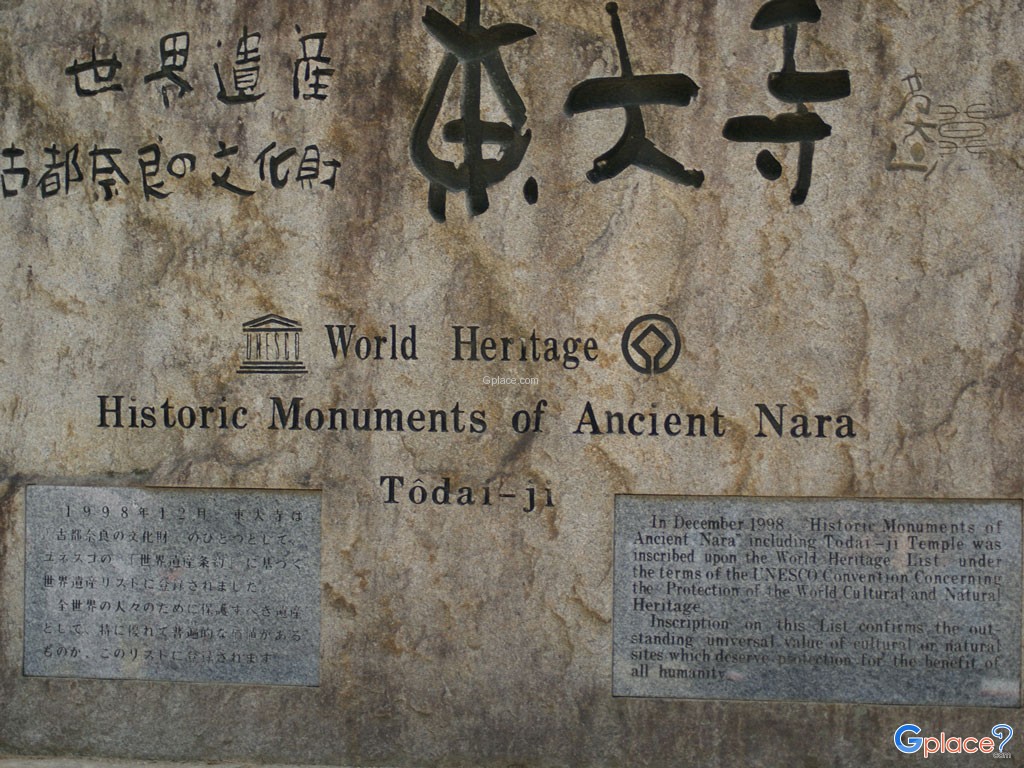 世界遺産
古都奈良の文化財
東大寺
UNESCO World Heritage
Gplace.com
Historic Monuments of Ancient Nara
Tôdai-ji
1998年12月、東大寺は、
「古都奈良の文化財」のひとつとして、
ユネスコの「世界遺産条約」に基づく
世界遺産リストに登録されました。
全世界の人々のために保護すべき遺産
として、特に優れて普遍的な価値がある
ものが、このリストに登録されます。
In December 1998, "Historic Monuments of
Ancient Nara" including Todai-ji Temple was
inscribed upon the World Heritage List under
the terms of the UNESCO Convention Concerning
the Protection of the World Cultural and Natural
Heritage.
Inscription on this List confirms the out-
standing universal value of cultural or natural
sites which deserve protection for the benefit of
all humanity.
Gplace?
.com